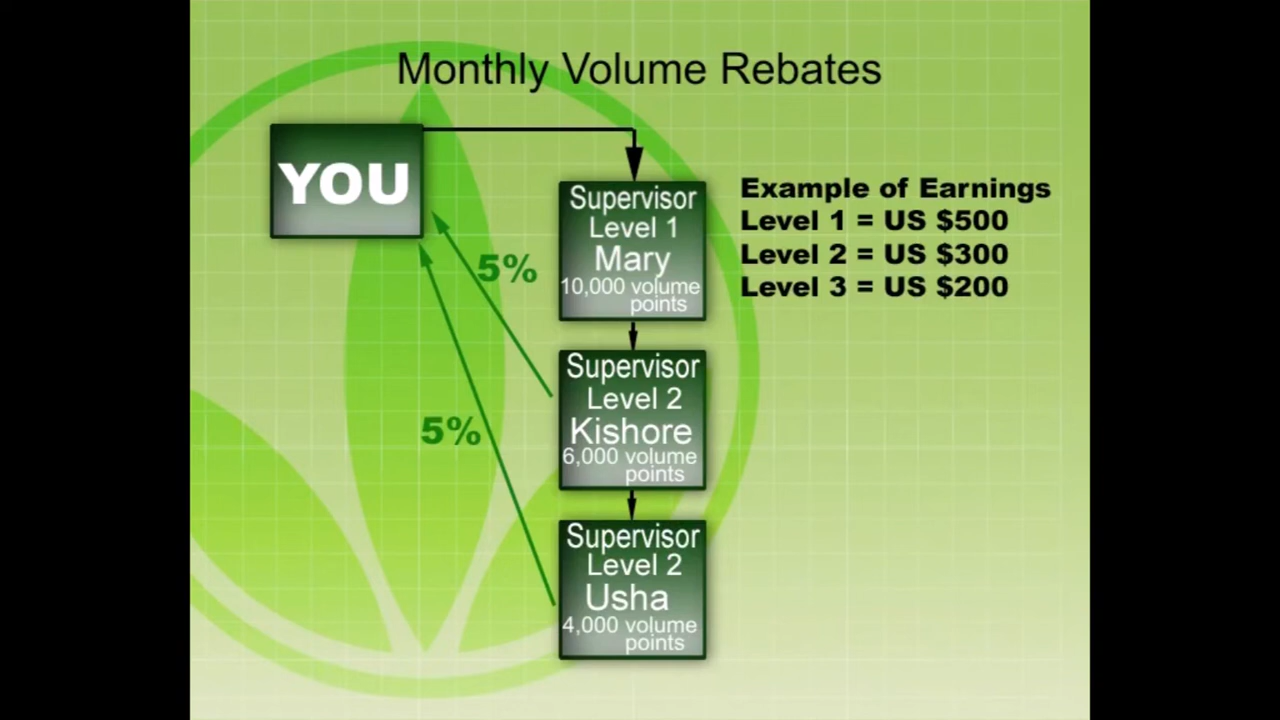 Monthly Volume Rebates
YOU
Supervisor
Level 1
Mary
10,000 volume
points
Example of Earnings
Level 1 = US $500
Level 2 = US $300
Level 3 = US $200
5%
Supervisor
Level 2
Kishore
6,000 volume
points
5%
Supervisor
Level 2
Usha
4,000 volume
points